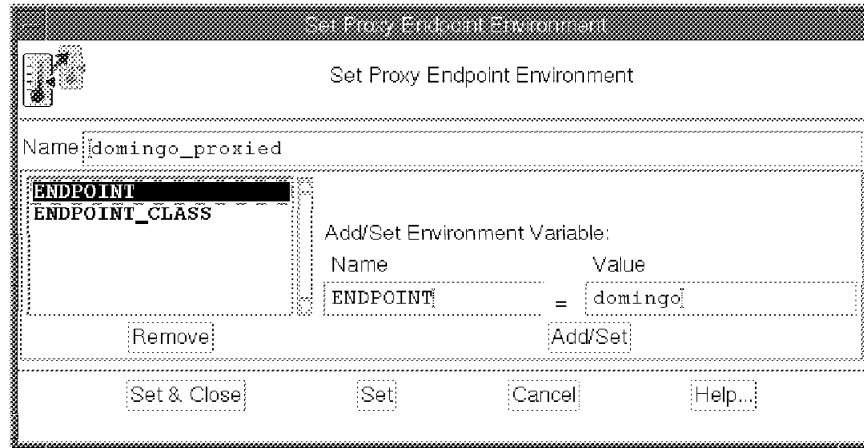 Set Proxy Endpoint Environment
Set Proxy Endpoint Environment
Name domingo_proxied
ENDPOINT
ENDPOINT_CLASS
Add/Set Environment Variable:
Name Value
ENDPOINT = domingo
Remove Add/Set
Set & Close Set Cancel Help...